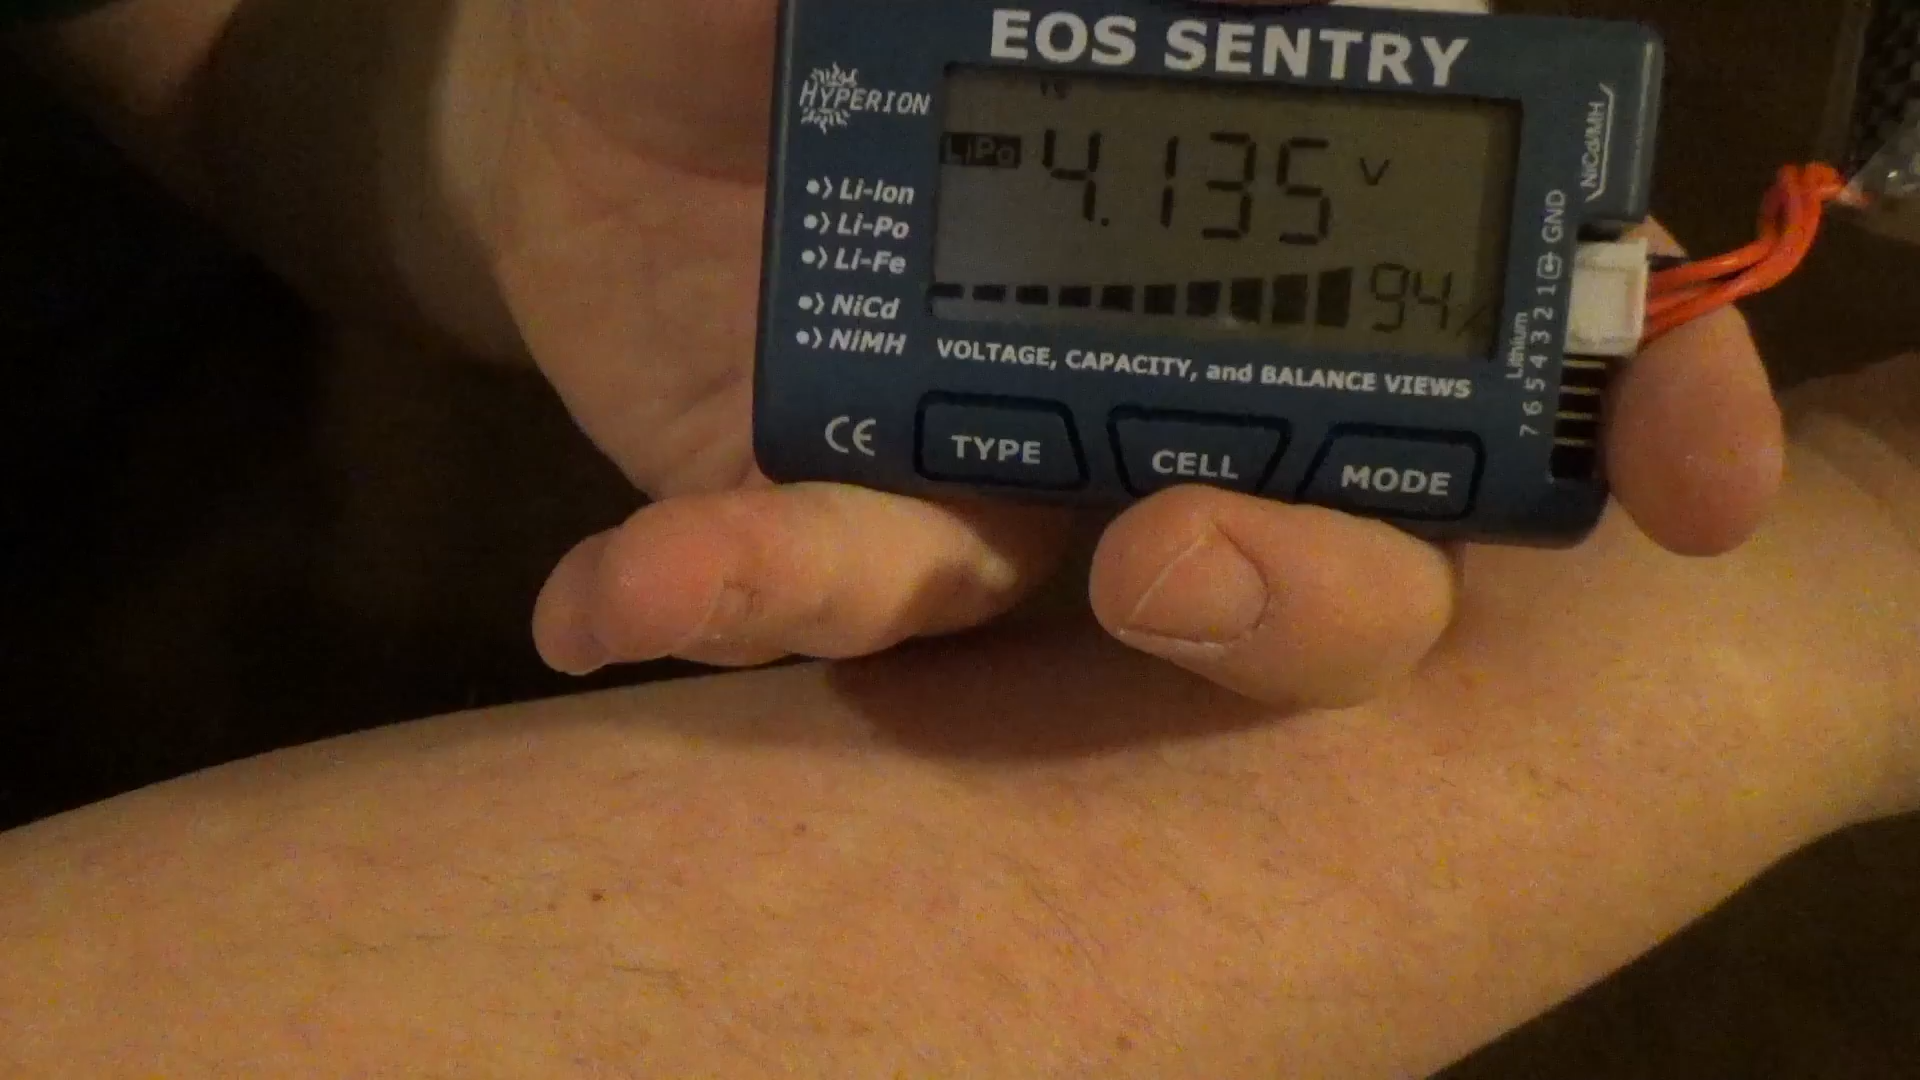 EOS SENTRY
HYPERION
LiPo 4.135 V
94%
Li-Ion
Li-Po
Li-Fe
NiCd
NiMH
VOLTAGE, CAPACITY, and BALANCE VIEWS
CE
TYPE
CELL
MODE
NiCd/MH
Lithium
7 6 5 4 3 2 1 GND